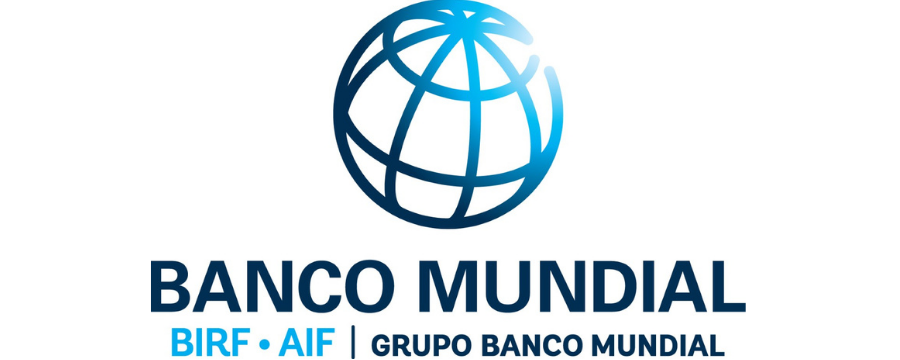 BANCO MUNDIAL
BIRF • AIF | GRUPO BANCO MUNDIAL